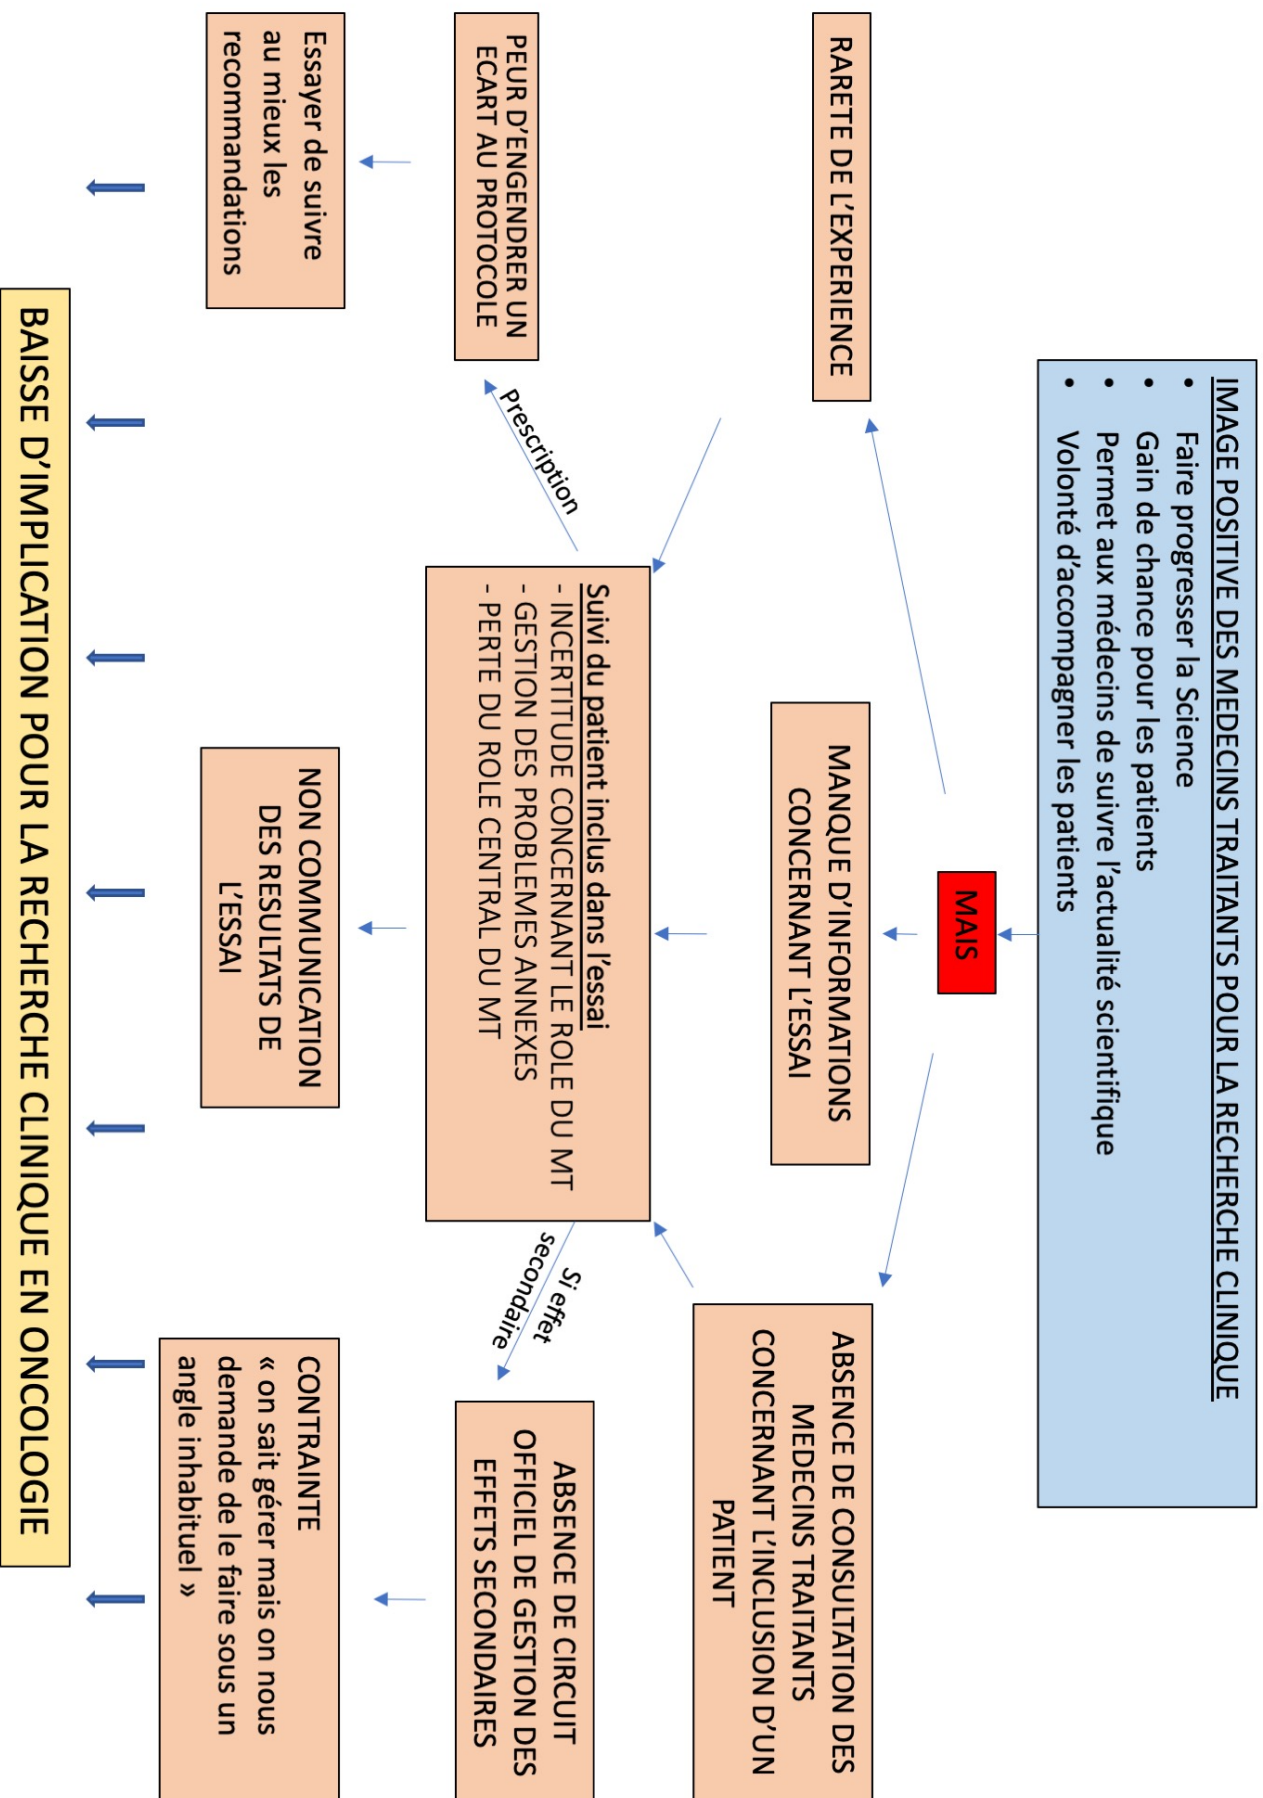 IMAGE POSITIVE DES MEDECINS TRAITANTS POUR LA RECHERCHE CLINIQUE
• Faire progresser la Science
• Gain de chance pour les patients
• Permet aux médecins de suivre l'actualité scientifique
• Volonté d'accompagner les patients
MAIS
RARETE DE L'EXPERIENCE
MANQUE D'INFORMATIONS
CONCERNANT L'ESSAI
ABSENCE DE CONSULTATION DES
MEDECINS TRAITANTS
CONCERNANT L'INCLUSION D'UN
PATIENT
Suivi du patient inclus dans l'essai
- INCERTITUDE CONCERNANT LE ROLE DU MT
- GESTION DES PROBLEMES ANNEXES
- PERTE DU ROLE CENTRAL DU MT
Prescription
Si effet
secondaire
PEUR D'ENGENDRER UN
ECART AU PROTOCOLE
ABSENCE DE CIRCUIT
OFFICIEL DE GESTION DES
EFFETS SECONDAIRES
Essayer de suivre
au mieux les
recommandations
NON COMMUNICATION
DES RESULTATS DE
L'ESSAI
CONTRAINTE
« on sait gérer mais on nous
demande de le faire sous un
angle inhabituel »
BAISSE D'IMPLICATION POUR LA RECHERCHE CLINIQUE EN ONCOLOGIE